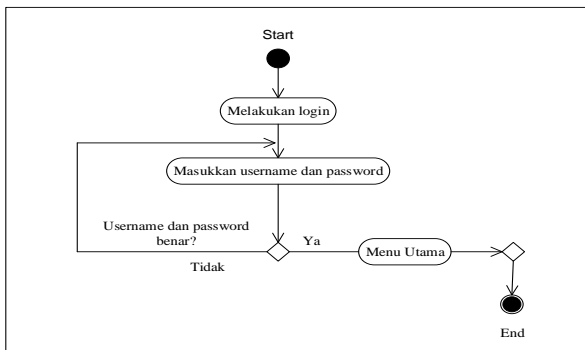 Start
Melakukan login
Masukkan username dan password
Username dan password
benar?
Ya
Tidak
Menu Utama
End